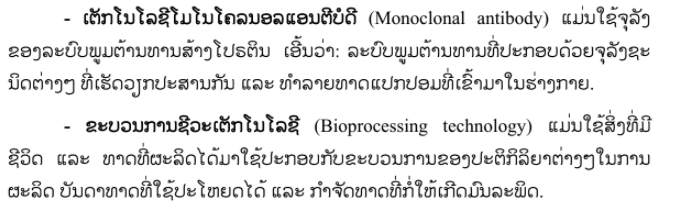 - ເຕັກໂນໂລຊີໂມໂນໂຄລນອລແອນຕີບໍດີ (Monoclonal antibody) ແມ່ນໃຊ້ຈຸລັງ
ຂອງລະບົບພູມຕ້ານທານສ້າງໂປຣຕິນ ເອີ້ນວ່າ: ລະບົບພູມຕ້ານທານທີ່ປະກອບດ້ວຍຈຸລັງຊະ
ນິດຕ່າງໆ ທີ່ເຮັດວຽກປະສານກັນ ແລະ ທຳລາຍທາດແປກປອມທີ່ເຂົ້າມາໃນຮ່າງກາຍ.
- ຂະບວນການຊີວະເຕັກໂນໂລຊີ (Bioprocessing technology) ແມ່ນໃຊ້ສິ່ງທີ່ມີ
ຊີວິດ ແລະ ທາດທີ່ຜະລິດໄດ້ມາໃຊ້ປະກອບກັບຂະບວນການຂອງປະຕິກິລິຍາຕ່າງໆໃນການ
ຜະລິດ ບັນດາທາດທີ່ໃຊ້ປະໂຫຍດໄດ້ ແລະ ກຳຈັດທາດທີ່ກໍ່ໃຫ້ເກີດມົນລະພິດ.